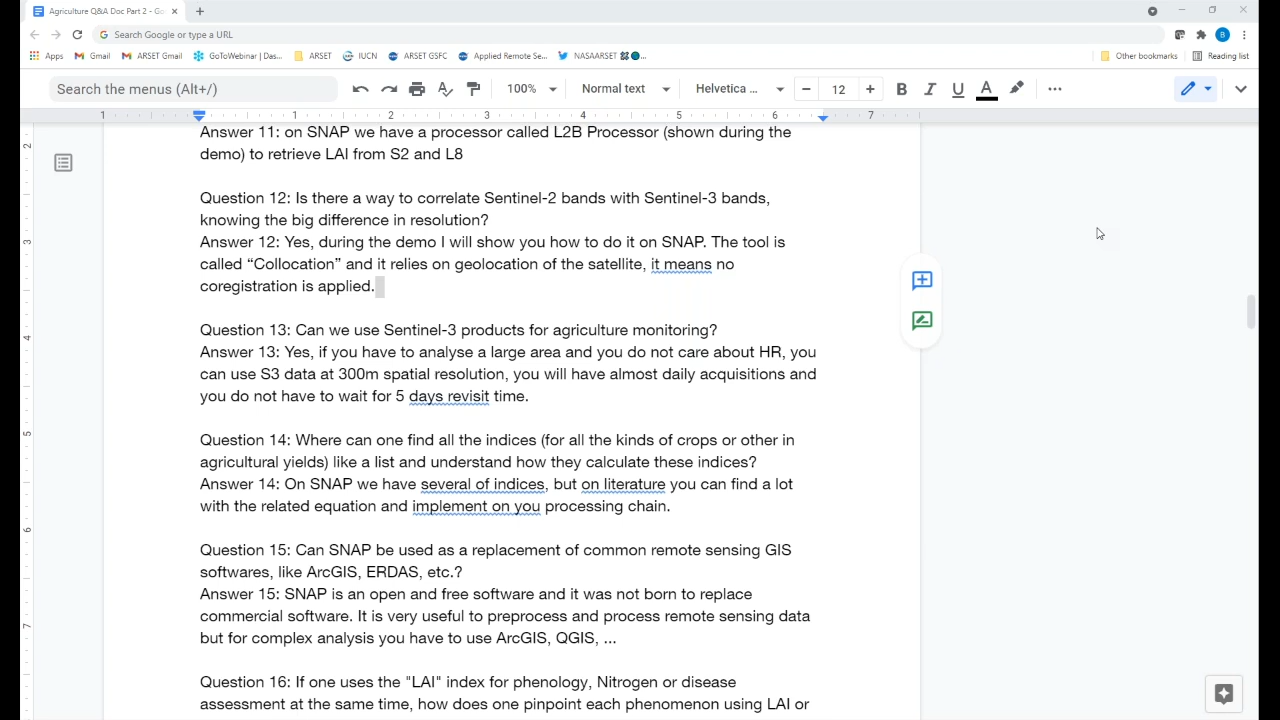 Agriculture Q&A Doc Part 2 - Go
Search Google or type a URL
Apps Gmail ARSET Gmail GoToWebinar | Das... ARSET IUCN ARSET GSFC Applied Remote Se... NASAARSET Other bookmarks Reading list
Search the menus (Alt+/) 100% Normal text Helvetica ... 12 B I U A
1 1 2 3 4 5 6 7
2
3
4
5
6
7
Answer 11: on SNAP we have a processor called L2B Processor (shown during the
demo) to retrieve LAI from S2 and L8
Question 12: Is there a way to correlate Sentinel-2 bands with Sentinel-3 bands,
knowing the big difference in resolution?
Answer 12: Yes, during the demo I will show you how to do it on SNAP. The tool is
called “Collocation” and it relies on geolocation of the satellite, it means no
coregistration is applied.
Question 13: Can we use Sentinel-3 products for agriculture monitoring?
Answer 13: Yes, if you have to analyse a large area and you do not care about HR, you
can use S3 data at 300m spatial resolution, you will have almost daily acquisitions and
you do not have to wait for 5 days revisit time.
Question 14: Where can one find all the indices (for all the kinds of crops or other in
agricultural yields) like a list and understand how they calculate these indices?
Answer 14: On SNAP we have several of indices, but on literature you can find a lot
with the related equation and implement on you processing chain.
Question 15: Can SNAP be used as a replacement of common remote sensing GIS
softwares, like ArcGIS, ERDAS, etc.?
Answer 15: SNAP is an open and free software and it was not born to replace
commercial software. It is very useful to preprocess and process remote sensing data
but for complex analysis you have to use ArcGIS, QGIS, ...
Question 16: If one uses the "LAI" index for phenology, Nitrogen or disease
assessment at the same time, how does one pinpoint each phenomenon using LAI or